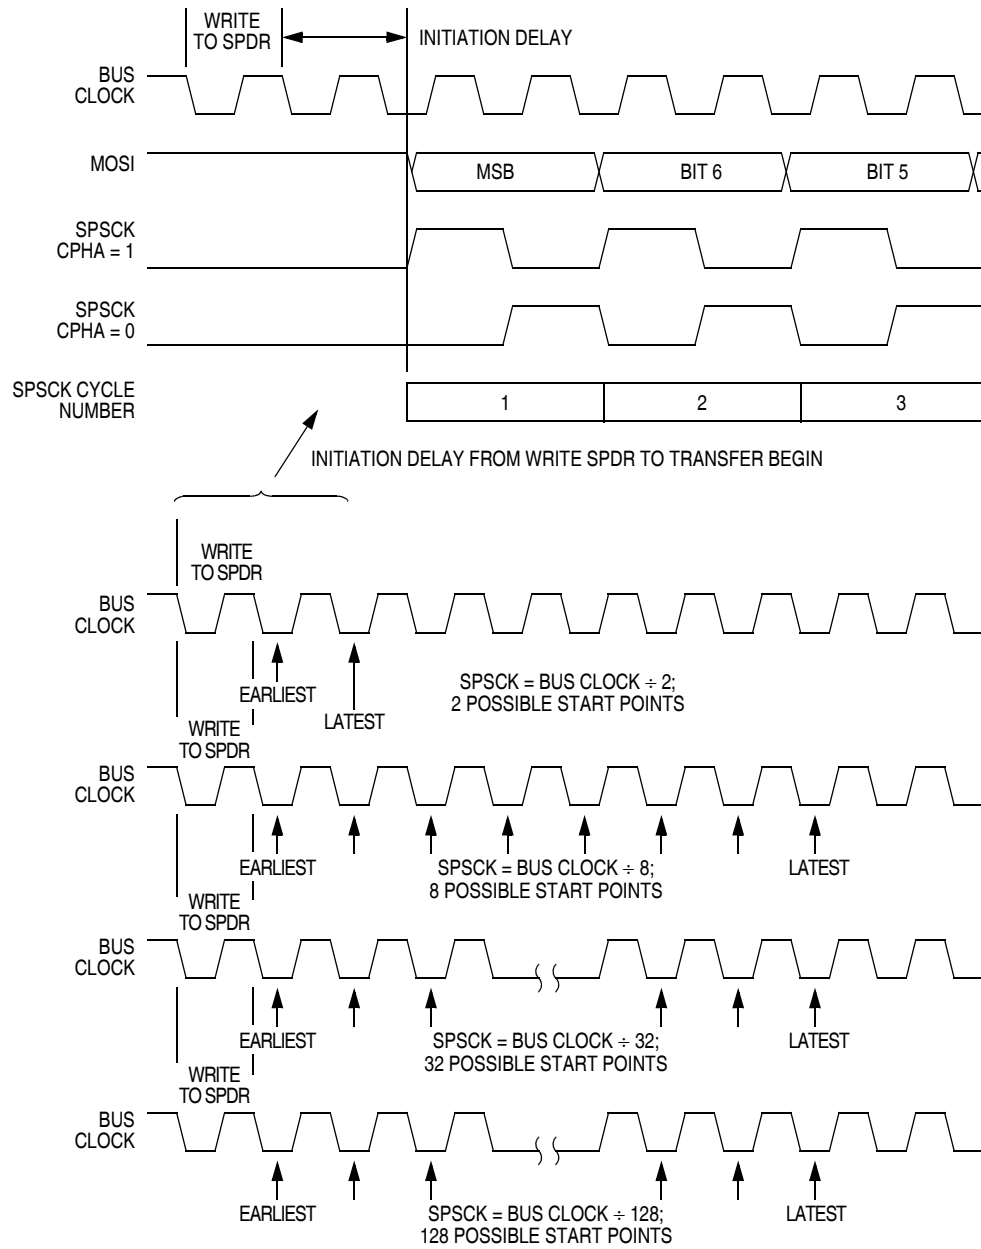 WRITE
TO SPDR
INITIATION DELAY
BUS
CLOCK
MOSI
MSB
BIT 6
BIT 5
SPSCK
CPHA = 1
SPSCK
CPHA = 0
SPSCK CYCLE
NUMBER
1
2
3
INITIATION DELAY FROM WRITE SPDR TO TRANSFER BEGIN
WRITE
TO SPDR
BUS
CLOCK
EARLIEST
LATEST
SPSCK = BUS CLOCK ÷ 2;
2 POSSIBLE START POINTS
WRITE
TO SPDR
BUS
CLOCK
EARLIEST
SPSCK = BUS CLOCK ÷ 8;
8 POSSIBLE START POINTS
LATEST
WRITE
TO SPDR
BUS
CLOCK
EARLIEST
SPSCK = BUS CLOCK ÷ 32;
32 POSSIBLE START POINTS
LATEST
WRITE
TO SPDR
BUS
CLOCK
EARLIEST
SPSCK = BUS CLOCK ÷ 128;
128 POSSIBLE START POINTS
LATEST